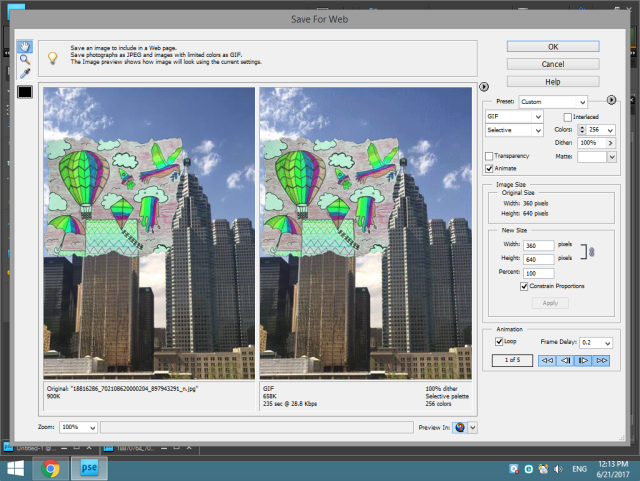 Save For Web
Save an image to include in a Web page.
Save photographs as JPEG and images with limited colors as GIF.
The Image preview shows how image will look using the current settings.
OK
Cancel
Help
Preset: Custom
GIF
Interlaced
Selective
Colors: 256
Dither: 100%
Transparency
Matte:
Animate
Image Size
Original Size
Width: 360 pixels
Height: 640 pixels
New Size
Width: 360 pixels
Height: 640 pixels
Percent: 100
Constrain Proportions
Apply
Animation
Loop
Frame Delay: 0.2
1 of 5
Original: "18816286_702108620000204_897943291_n.jpg"
900K
GIF
658K
235 sec @ 28.8 Kbps
100% dither
Selective palette
256 colors
Zoom: 100%
Preview In:
Untitled-1 @
pse
ENG
12:13 PM
6/21/2017